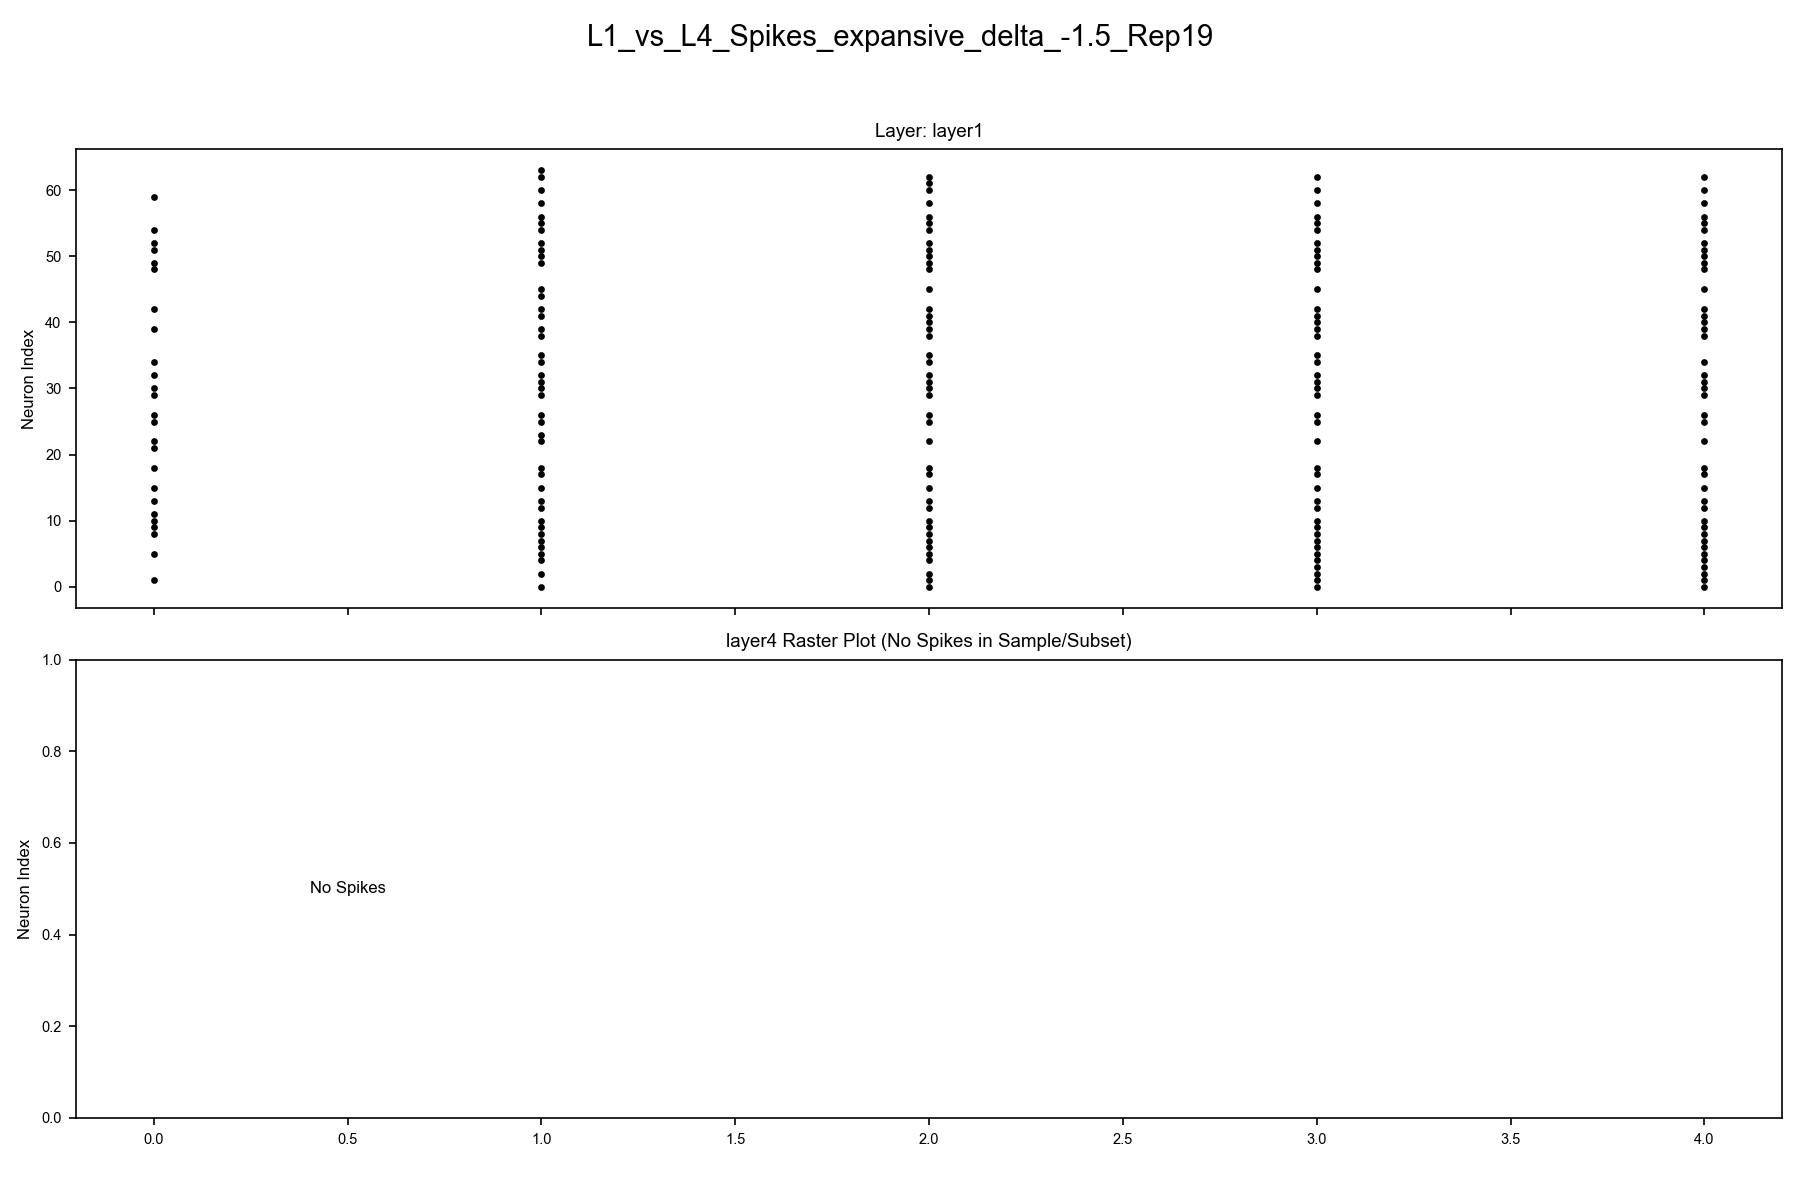 L1_vs_L4_Spikes_expansive_delta_-1.5_Rep19
Layer: layer1
Neuron Index
60
50
40
30
20
10
0
layer4 Raster Plot (No Spikes in Sample/Subset)
Neuron Index
1.0
0.8
0.6
0.4
0.2
0.0
No Spikes
0.0 0.5 1.0 1.5 2.0 2.5 3.0 3.5 4.0